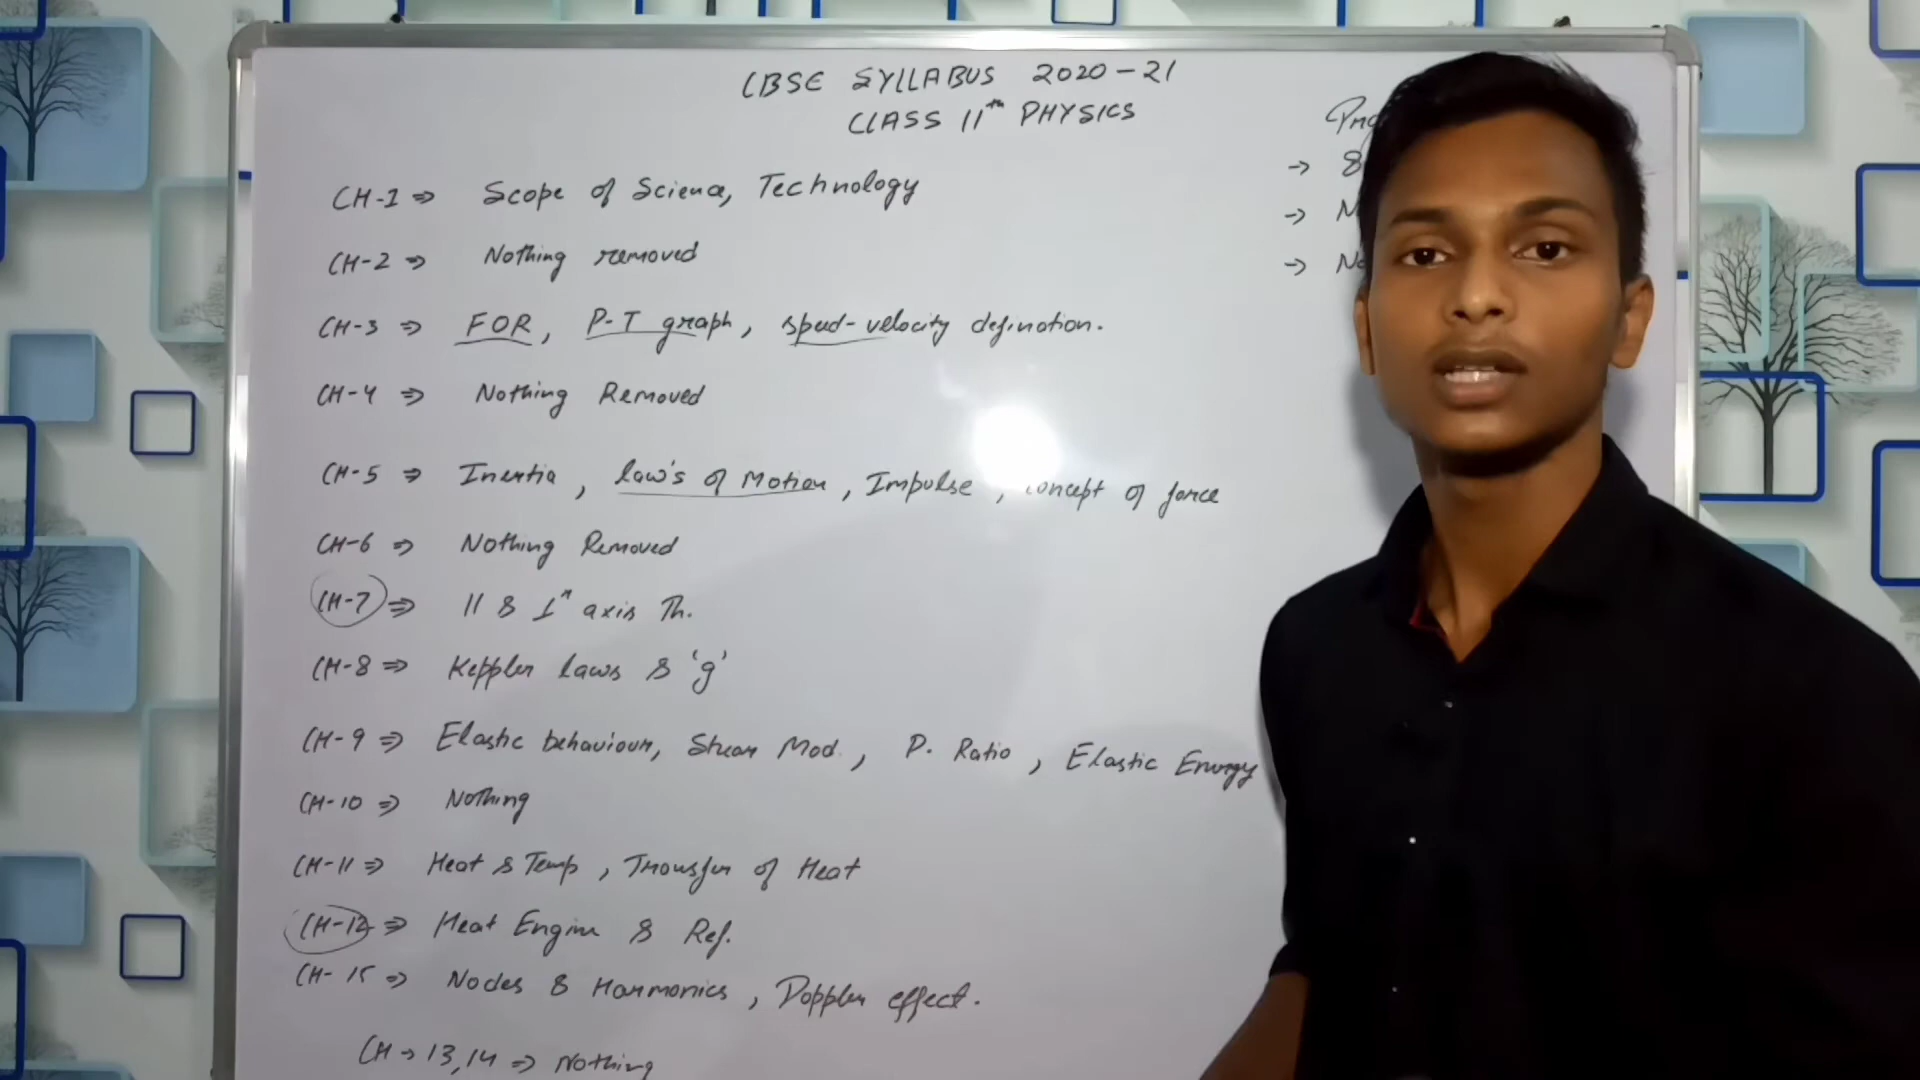 CBSE SYLLABUS 2020-21
CLASS 11th PHYSICS
CH-1 ⇒ Scope of Science, Technology
CH-2 ⇒ Nothing removed
CH-3 ⇒ FOR, P-T graph, speed-velocity defination.
CH-4 ⇒ Nothing Removed
CH-5 ⇒ Inertia, law's of Motion, Impulse, concept of force
CH-6 ⇒ Nothing Removed
CH-7 ⇒ || & ⊥r axis Th.
CH-8 ⇒ Keppler laws & 'g'
CH-9 ⇒ Elastic behaviour, Shear Mod., P. Ratio, Elastic Energy
CH-10 ⇒ Nothing
CH-11 ⇒ Heat & Temp, Transfer of Heat
CH-12 ⇒ Heat Engine & Ref.
CH-15 ⇒ Nodes & Harmonics, Doppler effect.
CH → 13,14 ⇒ Nothing
→ 8
→
→